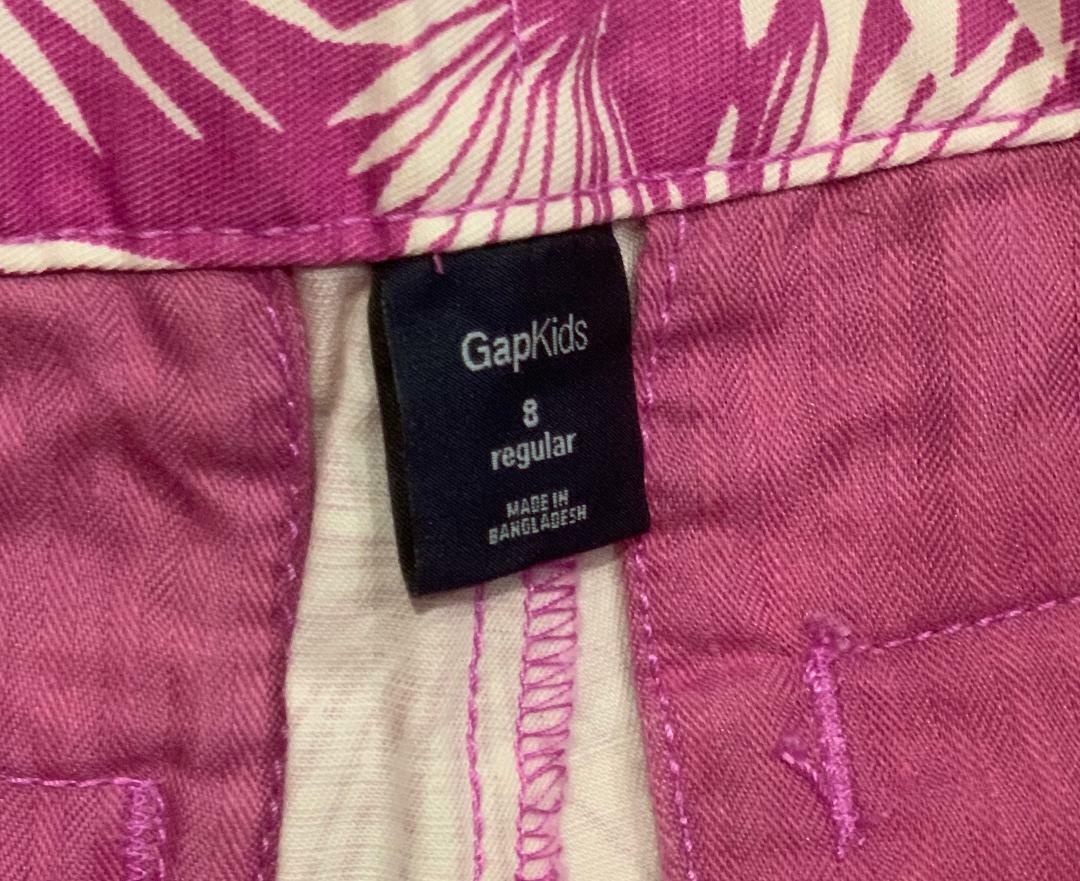 GapKids
8
regular
MADE IN
BANGLADESH